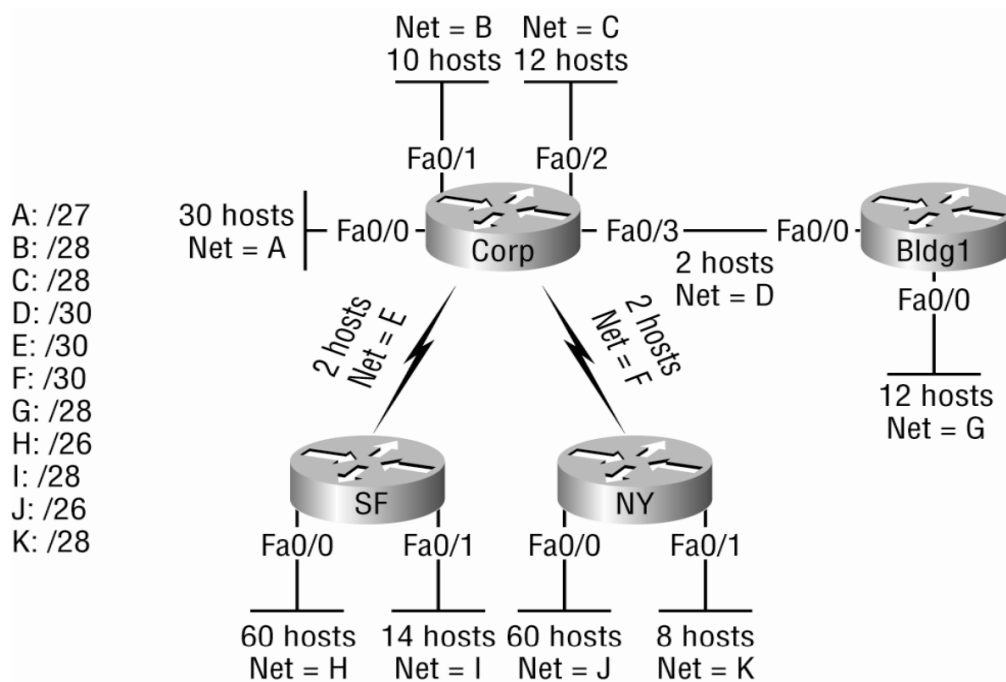 Net = B
10 hosts
Net = C
12 hosts
Fa0/1
Fa0/2
A: /27
B: /28
C: /28
D: /30
E: /30
F: /30
G: /28
H: /26
I: /28
J: /26
K: /28
30 hosts
Net = A
Fa0/0
Corp
Fa0/3
2 hosts
Net = D
Fa0/0
Bldg1
Fa0/0
12 hosts
Net = G
2 hosts
Net = E
2 hosts
Net = F
SF
NY
Fa0/0
Fa0/1
Fa0/0
Fa0/1
60 hosts
Net = H
14 hosts
Net = I
60 hosts
Net = J
8 hosts
Net = K